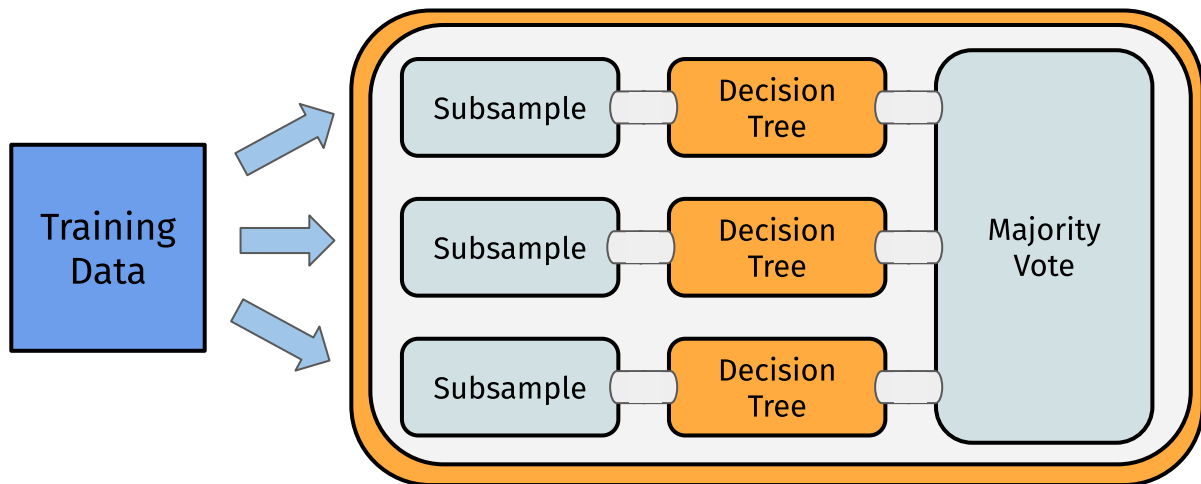 Training
Data
Subsample
Decision
Tree
Subsample
Decision
Tree
Subsample
Decision
Tree
Majority
Vote